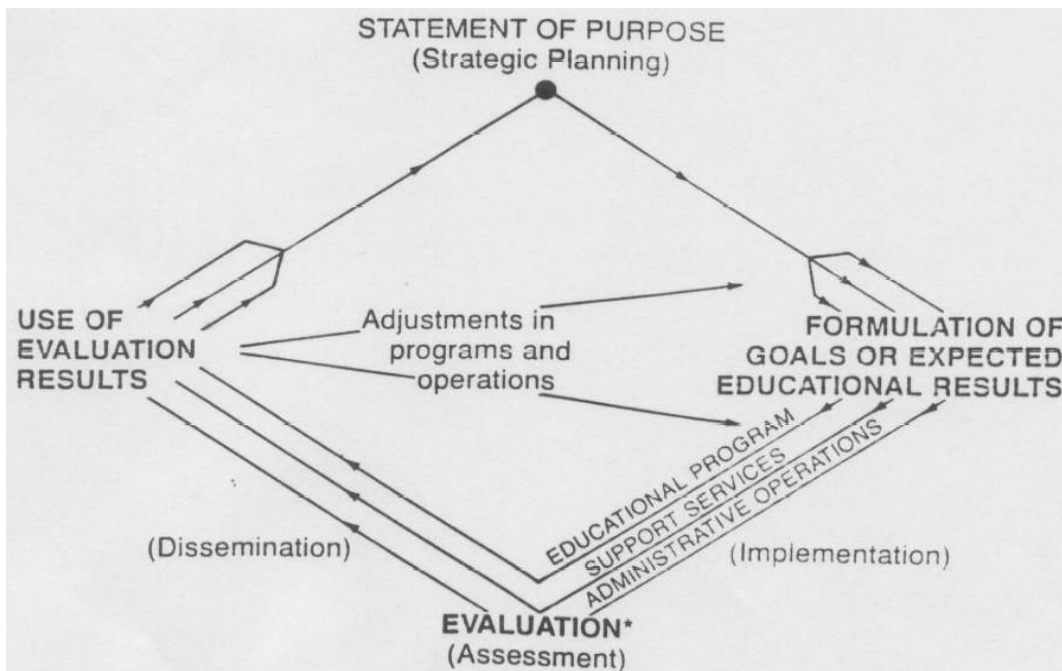 STATEMENT OF PURPOSE
(Strategic Planning)
USE OF
EVALUATION
RESULTS
Adjustments in
programs and
operations
FORMULATION OF
GOALS OR EXPECTED
EDUCATIONAL RESULTS
EDUCATIONAL PROGRAM
SUPPORT SERVICES
ADMINISTRATIVE OPERATIONS
(Dissemination)
(Implementation)
EVALUATION*
(Assessment)